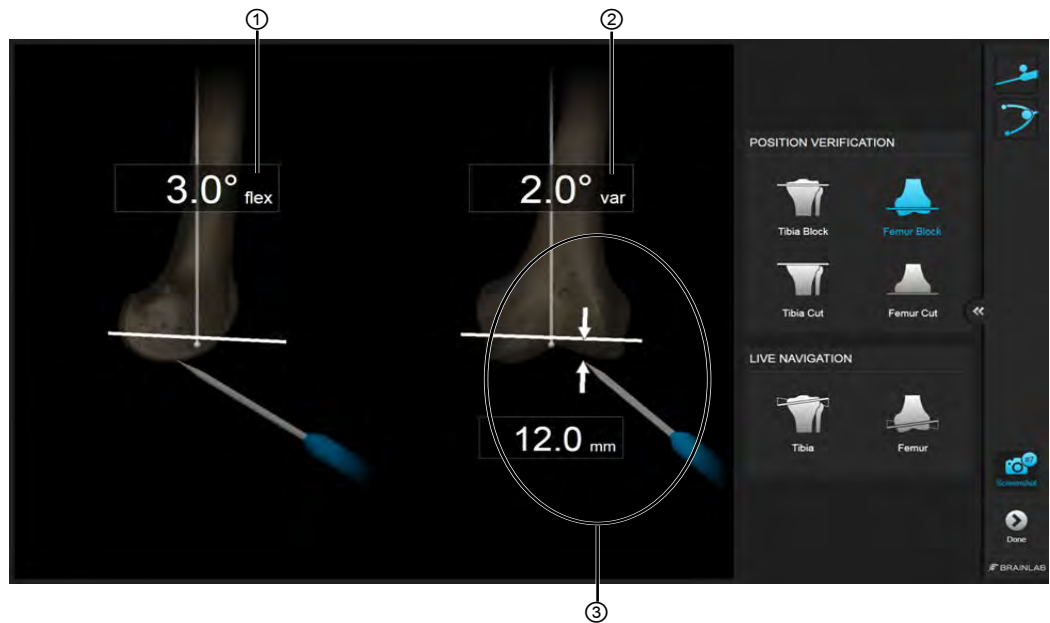 ① ②
3.0° flex
2.0° var
12.0 mm
③
POSITION VERIFICATION
Tibia Block
Femur Block
Tibia Cut
Femur Cut
LIVE NAVIGATION
Tibia
Femur
#7
Screenshot
Done
BRAINLAB